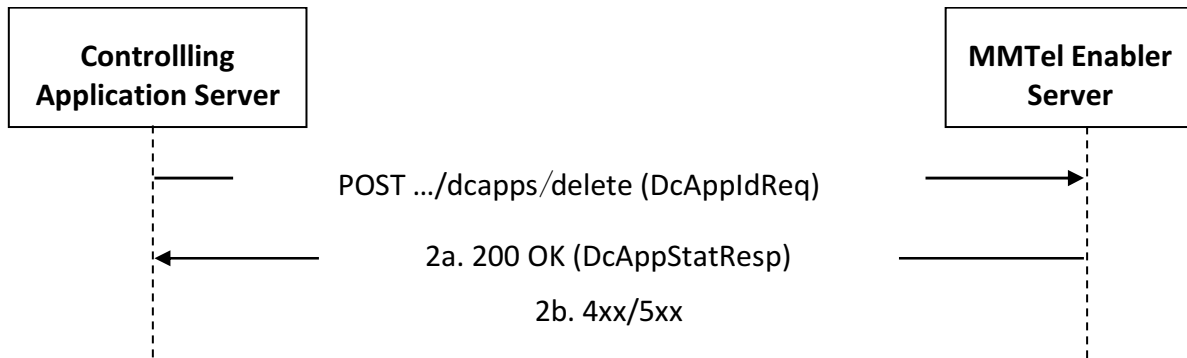 Controllling
Application Server
MMTel Enabler
Server
POST …/dcapps/delete (DcAppIdReq)
2a. 200 OK (DcAppStatResp)
2b. 4xx/5xx